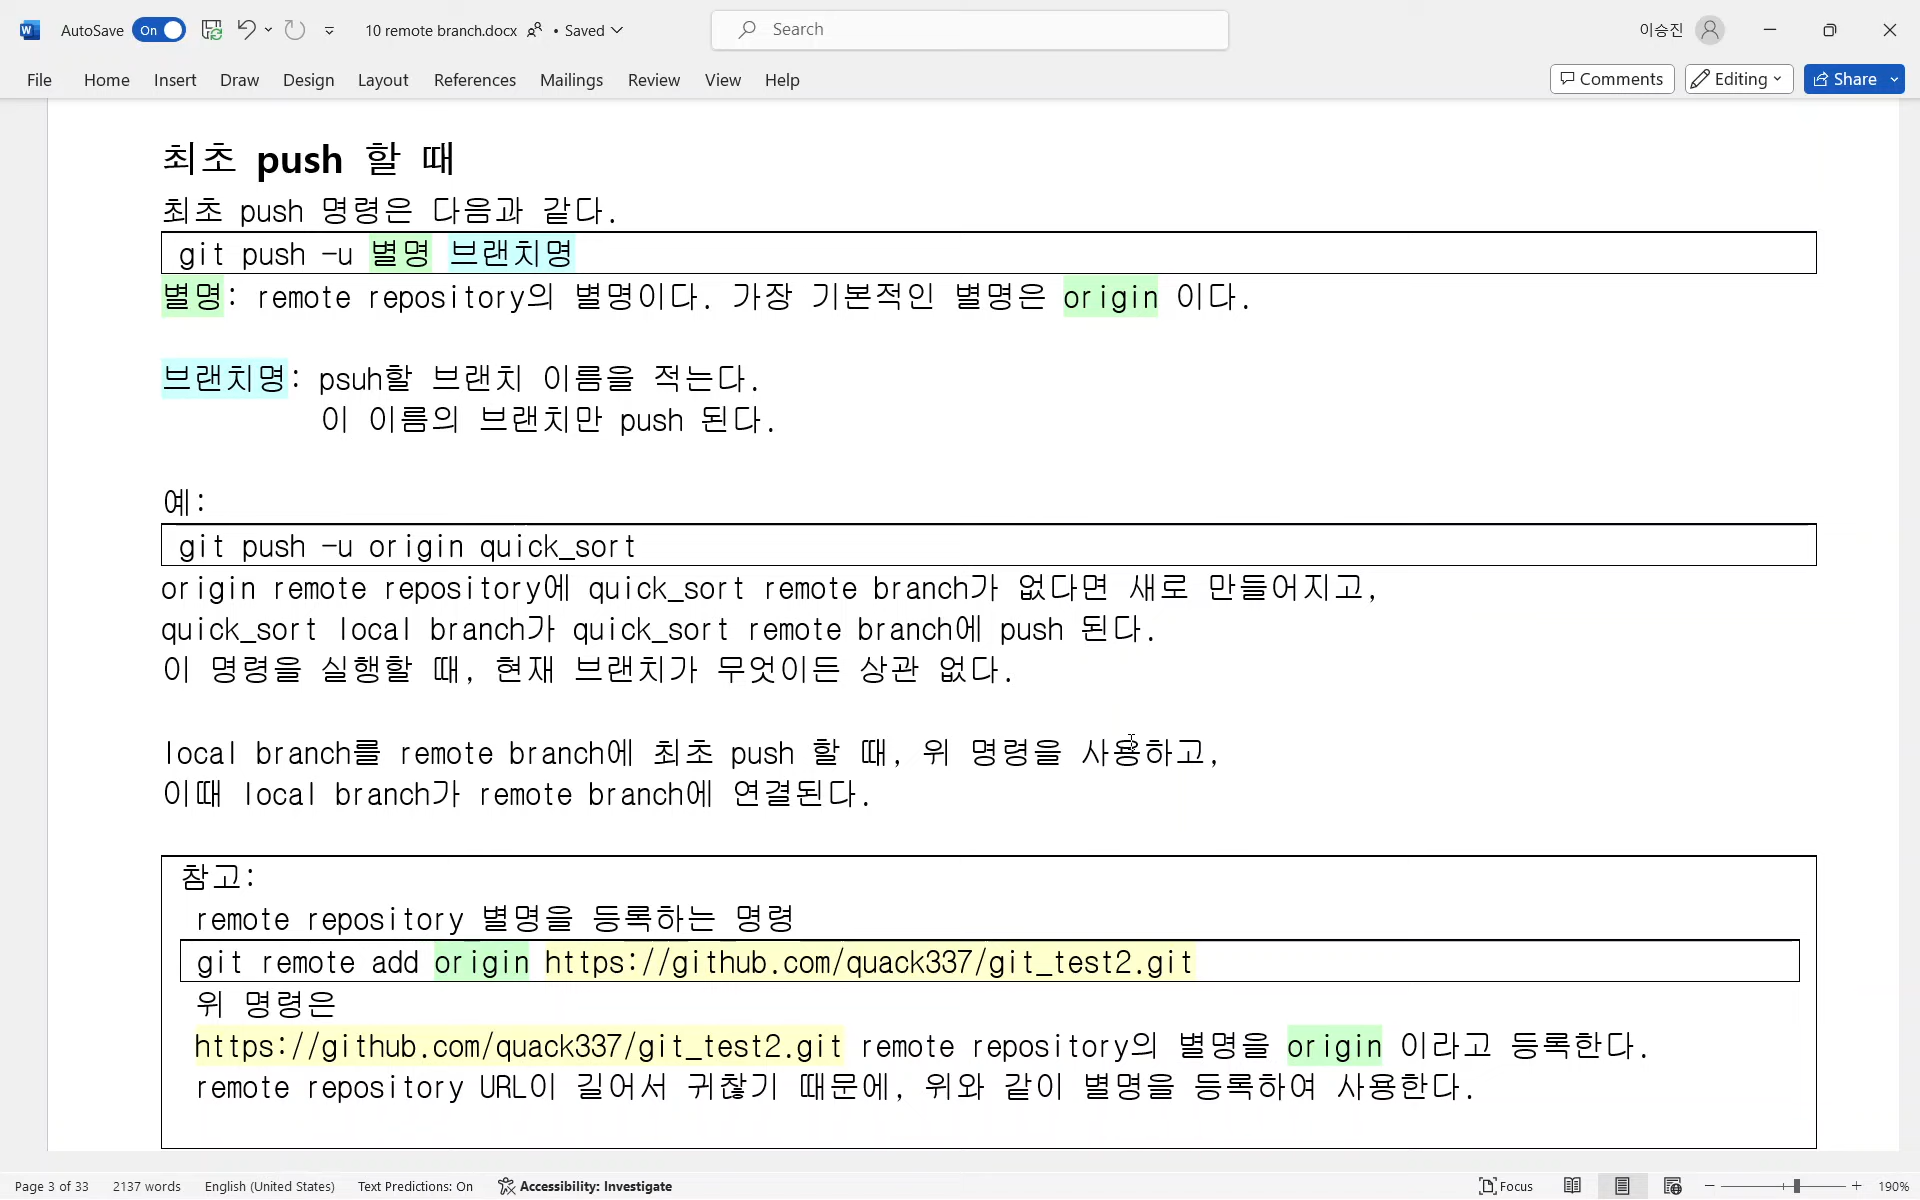 AutoSave On 10 remote branch.docx • Saved Search 이승진
File Home Insert Draw Design Layout References Mailings Review View Help Comments Editing Share
최초 push 할 때
최초 push 명령은 다음과 같다.
git push -u 별명 브랜치명
별명: remote repository의 별명이다. 가장 기본적인 별명은 origin 이다.
브랜치명: psuh할 브랜치 이름을 적는다.
이 이름의 브랜치만 push 된다.
예:
git push -u origin quick_sort
origin remote repository에 quick_sort remote branch가 없다면 새로 만들어지고,
quick_sort local branch가 quick_sort remote branch에 push 된다.
이 명령을 실행할 때, 현재 브랜치가 무엇이든 상관 없다.
local branch를 remote branch에 최초 push 할 때, 위 명령을 사용하고,
이때 local branch가 remote branch에 연결된다.
참고:
remote repository 별명을 등록하는 명령
git remote add origin https://github.com/quack337/git_test2.git
위 명령은
https://github.com/quack337/git_test2.git remote repository의 별명을 origin 이라고 등록한다.
remote repository URL이 길어서 귀찮기 때문에, 위와 같이 별명을 등록하여 사용한다.
Page 3 of 33 2137 words English (United States) Text Predictions: On Accessibility: Investigate Focus 190%